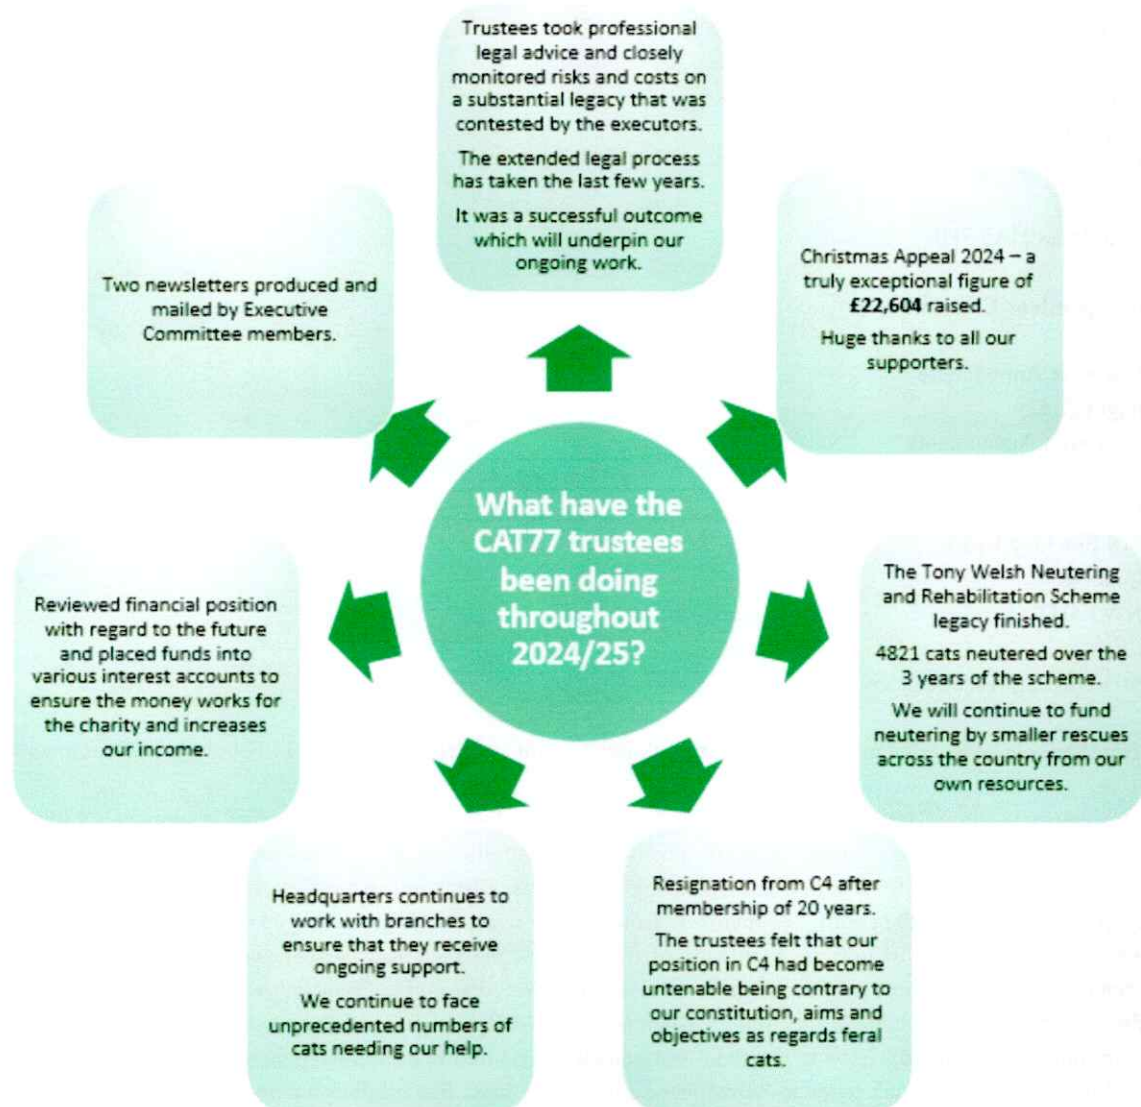 Trustees took professional
legal advice and closely
monitored risks and costs on
a substantial legacy that was
contested by the executors.
The extended legal process
has taken the last few years.
It was a successful outcome
which will underpin our
ongoing work.
Christmas Appeal 2024 – a
truly exceptional figure of
£22,604 raised.
Huge thanks to all our
supporters.
The Tony Welsh Neutering
and Rehabilitation Scheme
legacy finished.
4821 cats neutered over the
3 years of the scheme.
We will continue to fund
neutering by smaller rescues
across the country from our
own resources.
Resignation from C4 after
membership of 20 years.
The trustees felt that our
position in C4 had become
untenable being contrary to
our constitution, aims and
objectives as regards feral
cats.
Headquarters continues to
work with branches to
ensure that they receive
ongoing support.
We continue to face
unprecedented numbers of
cats needing our help.
Reviewed financial position
with regard to the future
and placed funds into
various interest accounts to
ensure the money works for
the charity and increases
our income.
Two newsletters produced and
mailed by Executive
Committee members.
What have the
CAT77 trustees
been doing
throughout
2024/25?